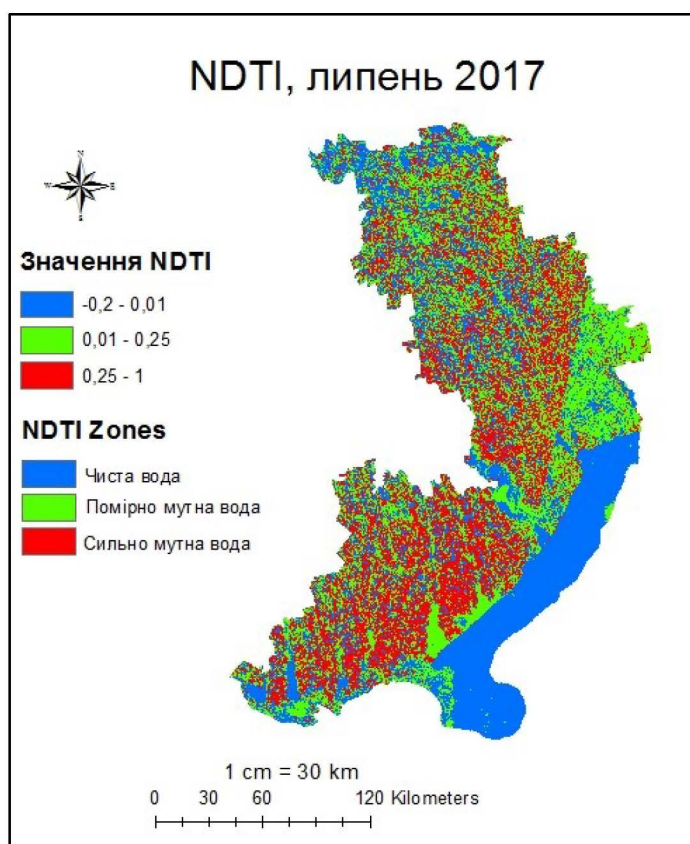 NDTI, липень 2017
N
W E
S
Значення NDTI
-0,2 - 0,01
0,01 - 0,25
0,25 - 1
NDTI Zones
Чиста вода
Помірно мутна вода
Сильно мутна вода
1 cm = 30 km
0 30 60 120 Kilometers